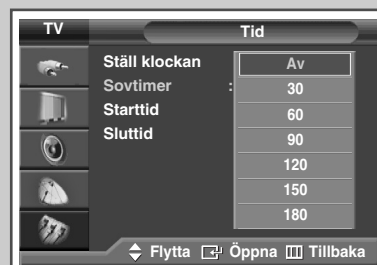 TV Tid
Ställ klockan
Av
Sovtimer :
30
Starttid
60
Sluttid
90
120
150
180
Flytta Öppna Tillbaka